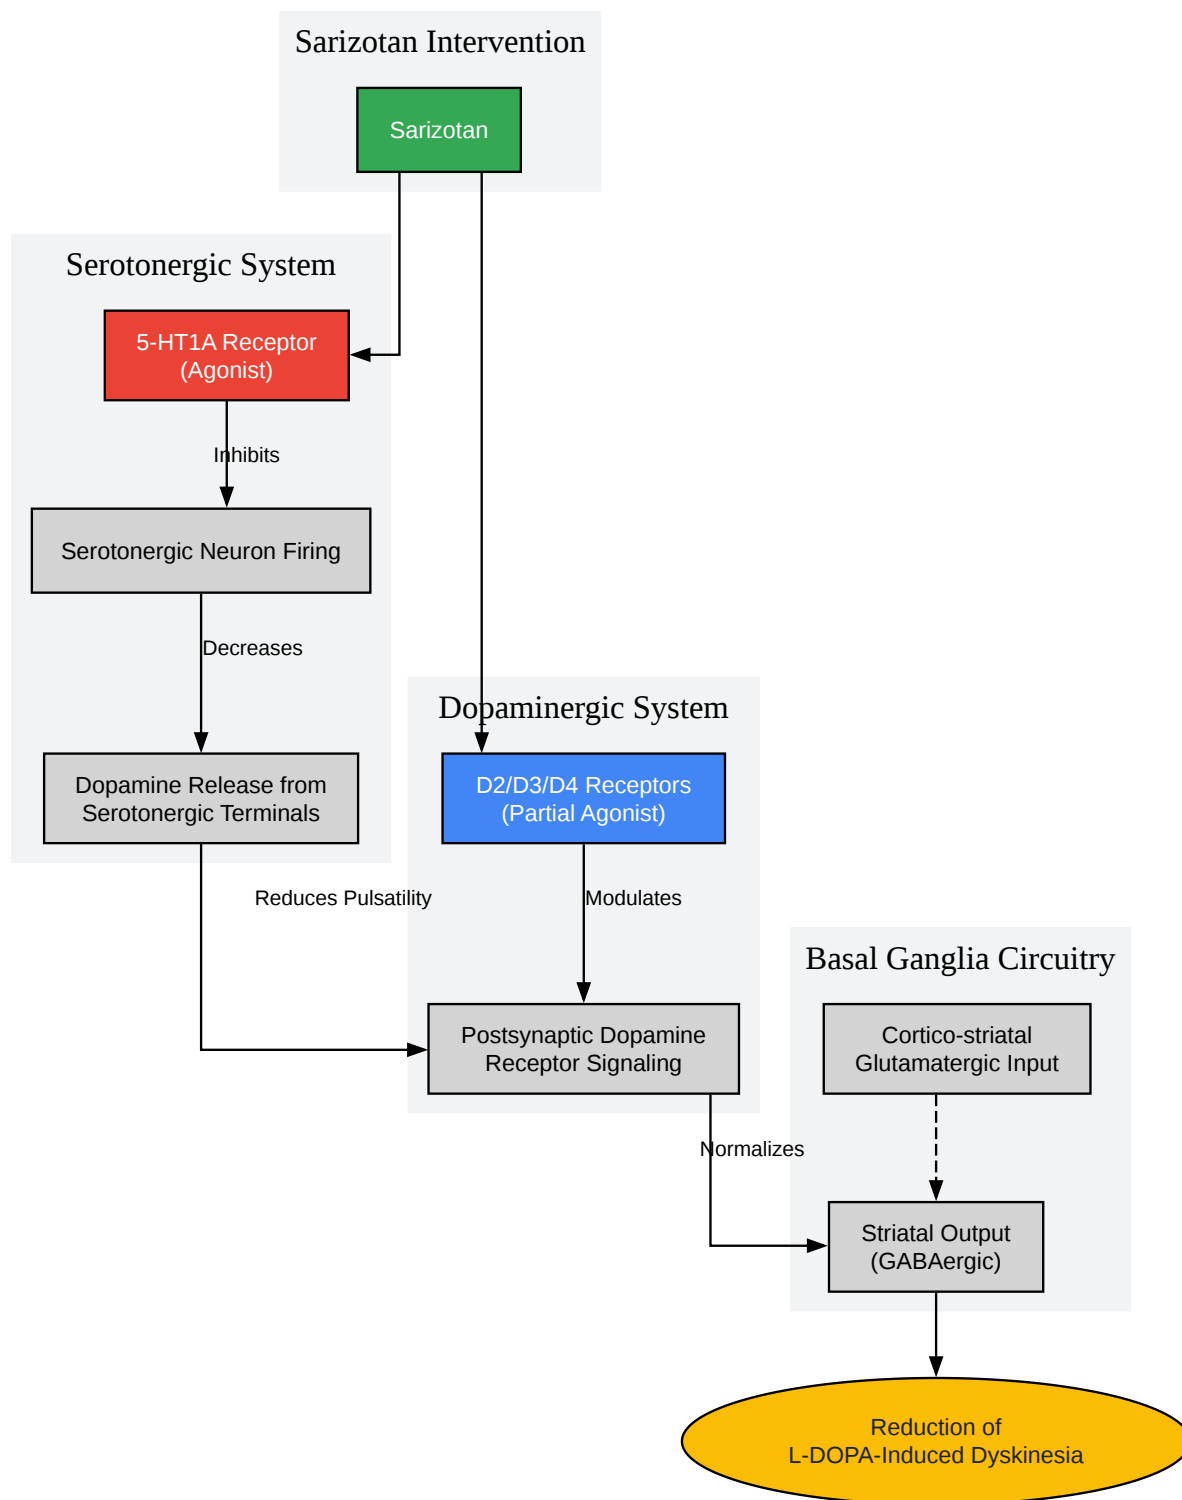 Sarizotan Intervention
Sarizotan
Serotonergic System
5-HT1A Receptor
(Agonist)
Inhibits
Serotonergic Neuron Firing
Decreases
Dopaminergic System
Dopamine Release from
Serotonergic Terminals
D2/D3/D4 Receptors
(Partial Agonist)
Reduces Pulsatility
Modulates
Basal Ganglia Circuitry
Postsynaptic Dopamine
Receptor Signaling
Cortico-striatal
Glutamatergic Input
Normalizes
Striatal Output
(GABAergic)
Reduction of
L-DOPA-Induced Dyskinesia